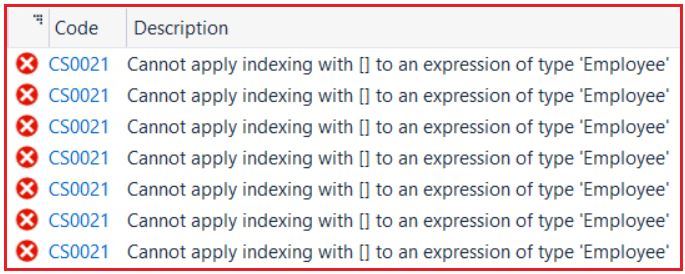 Code Description
CS0021 Cannot apply indexing with [] to an expression of type 'Employee'
CS0021 Cannot apply indexing with [] to an expression of type 'Employee'
CS0021 Cannot apply indexing with [] to an expression of type 'Employee'
CS0021 Cannot apply indexing with [] to an expression of type 'Employee'
CS0021 Cannot apply indexing with [] to an expression of type 'Employee'
CS0021 Cannot apply indexing with [] to an expression of type 'Employee'
CS0021 Cannot apply indexing with [] to an expression of type 'Employee'